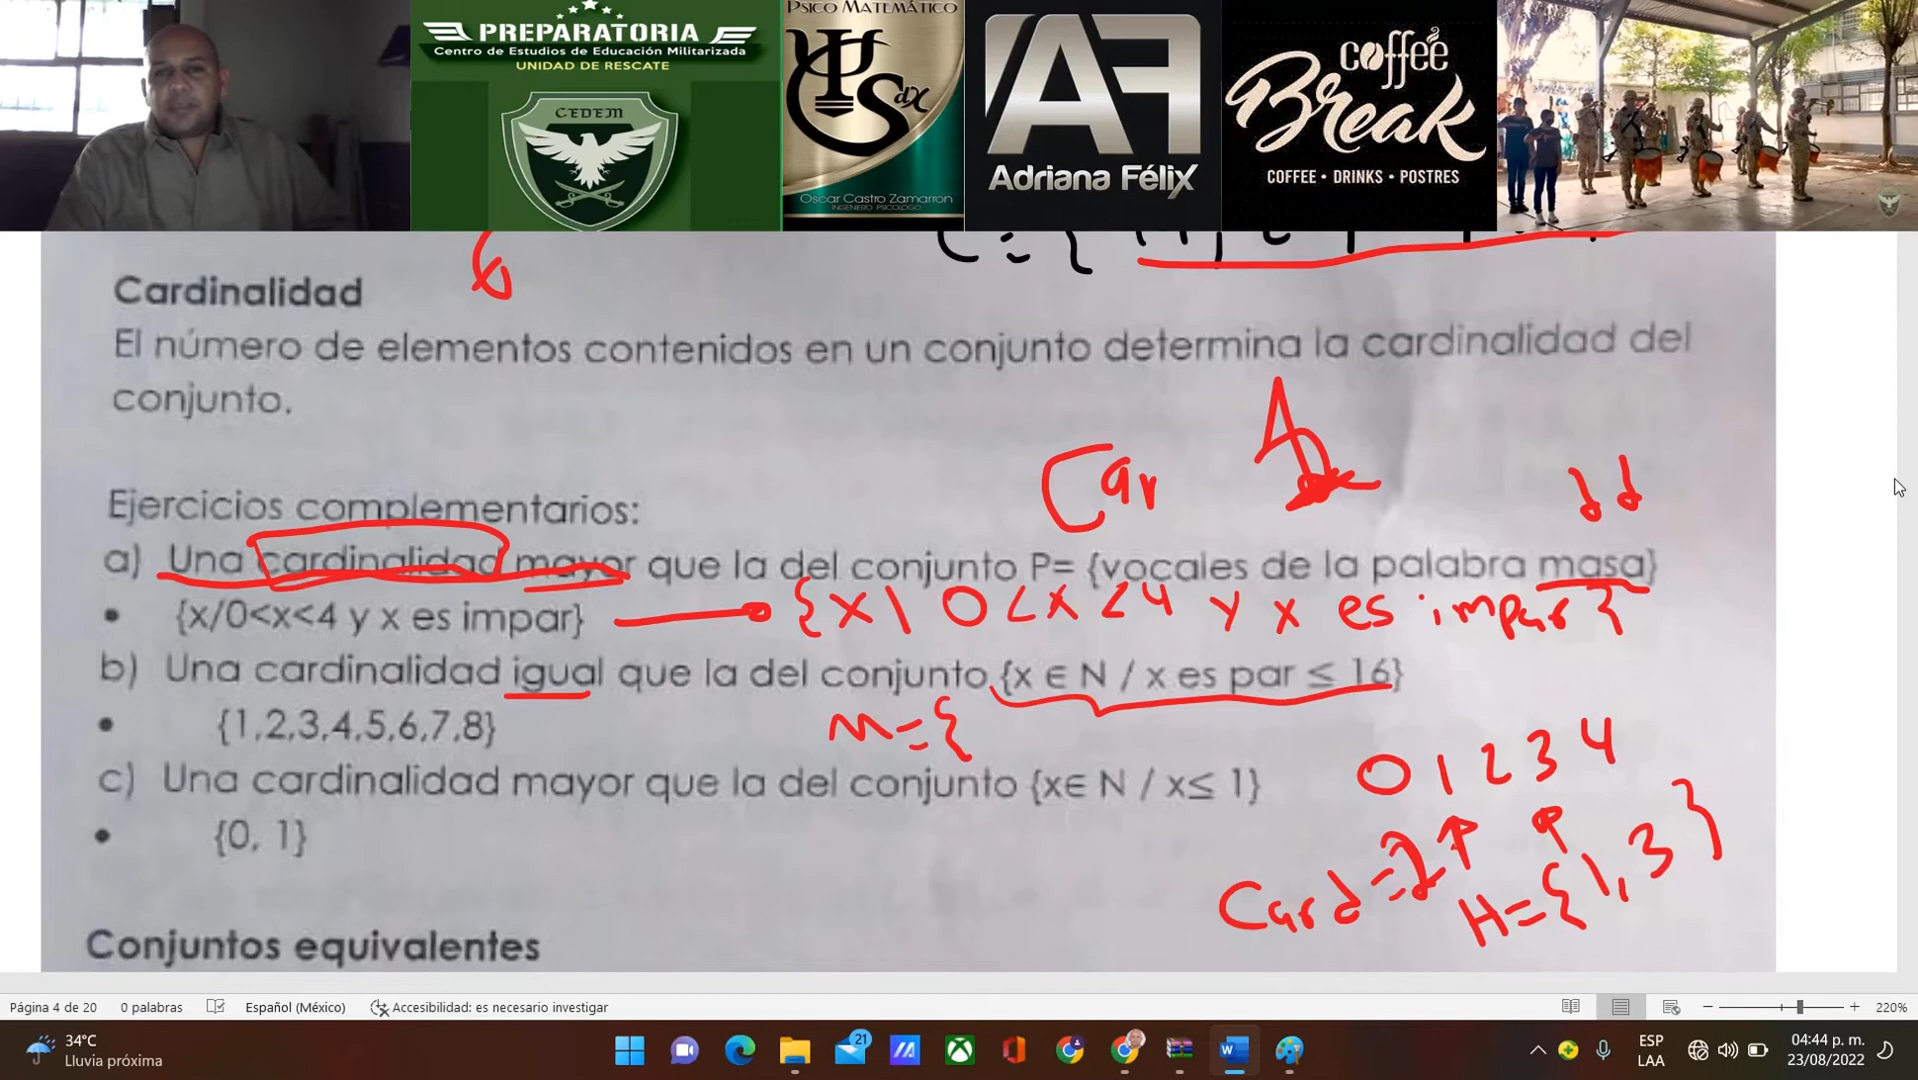 PREPARATORIA
Centro de Estudios de Educación Militarizada
UNIDAD DE RESCATE
CEDEM
PSICO MATEMÁTICO
Oscar Castro Zamarron
INGENERO PSICOLOGO
AF
Adriana Félix
coffee
Break
COFFEE • DRINKS • POSTRES
6
Cardinalidad
El número de elementos contenidos en un conjunto determina la cardinalidad del
conjunto.
Car
Ejercicios complementarios:
a) Una cardinalidad mayor que la del conjunto P= {vocales de la palabra masa}
• {x/0<x<4 y x es impar}
{x \ 0 < x < 4 y x es impar}
b) Una cardinalidad igual que la del conjunto {x ∈ N / x es par ≤ 16}
• {1,2,3,4,5,6,7,8}
M={
0 1 2 3 4
c) Una cardinalidad mayor que la del conjunto {x∈ N / x≤ 1}
• {0, 1}
Card=2
H={1,3}
Conjuntos equivalentes
Página 4 de 20
0 palabras
Español (México)
Accesibilidad: es necesario investigar
220%
34°C
Lluvia próxima
21
ESP
LAA
04:44 p. m.
23/08/2022